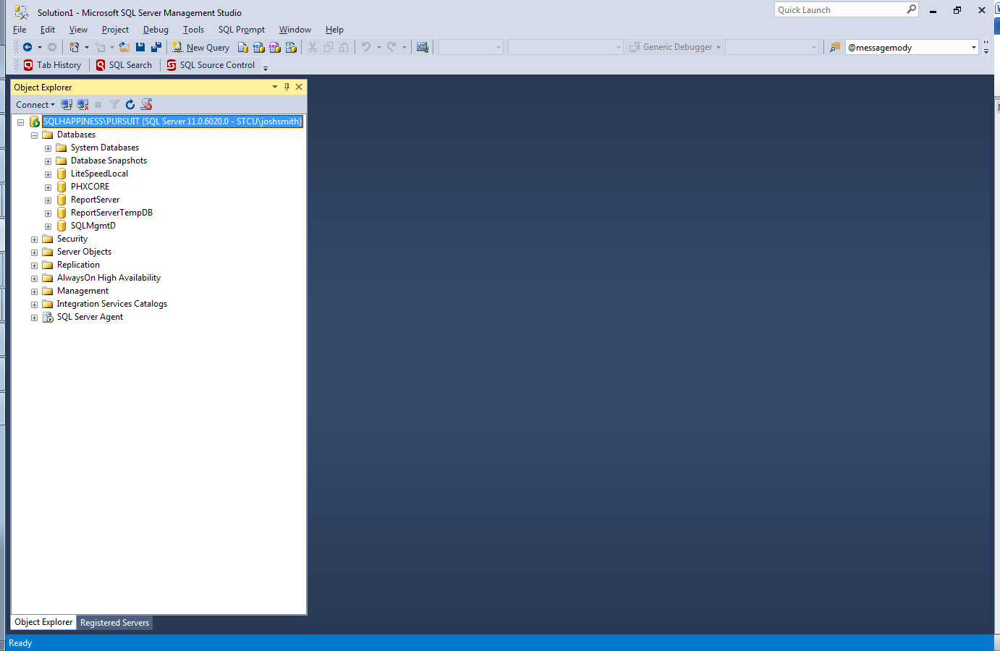 Solution1 - Microsoft SQL Server Management Studio
Quick Launch
File Edit View Project Debug Tools SQL Prompt Window Help
New Query
Generic Debugger
@messagemody
Tab History SQL Search SQL Source Control
Object Explorer
Connect
SQLHAPPINESS\PURSUIT (SQL Server 11.0.6020.0 - STCU\joshsmith)
Databases
System Databases
Database Snapshots
LiteSpeedLocal
PHXCORE
ReportServer
ReportServerTempDB
SQLMgmtD
Security
Server Objects
Replication
AlwaysOn High Availability
Management
Integration Services Catalogs
SQL Server Agent
Object Explorer Registered Servers
Ready